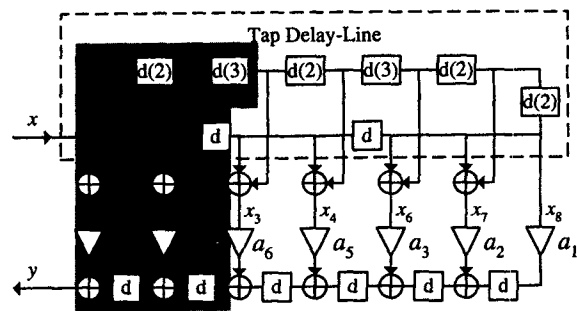 Tap Delay-Line
d(2) d(3) d(2) d(3) d(2)
d(2)
x d d
x₃ x₄ x₆ x₇ x₈
a₆ a₅ a₃ a₂ a₁
y d d d d d d